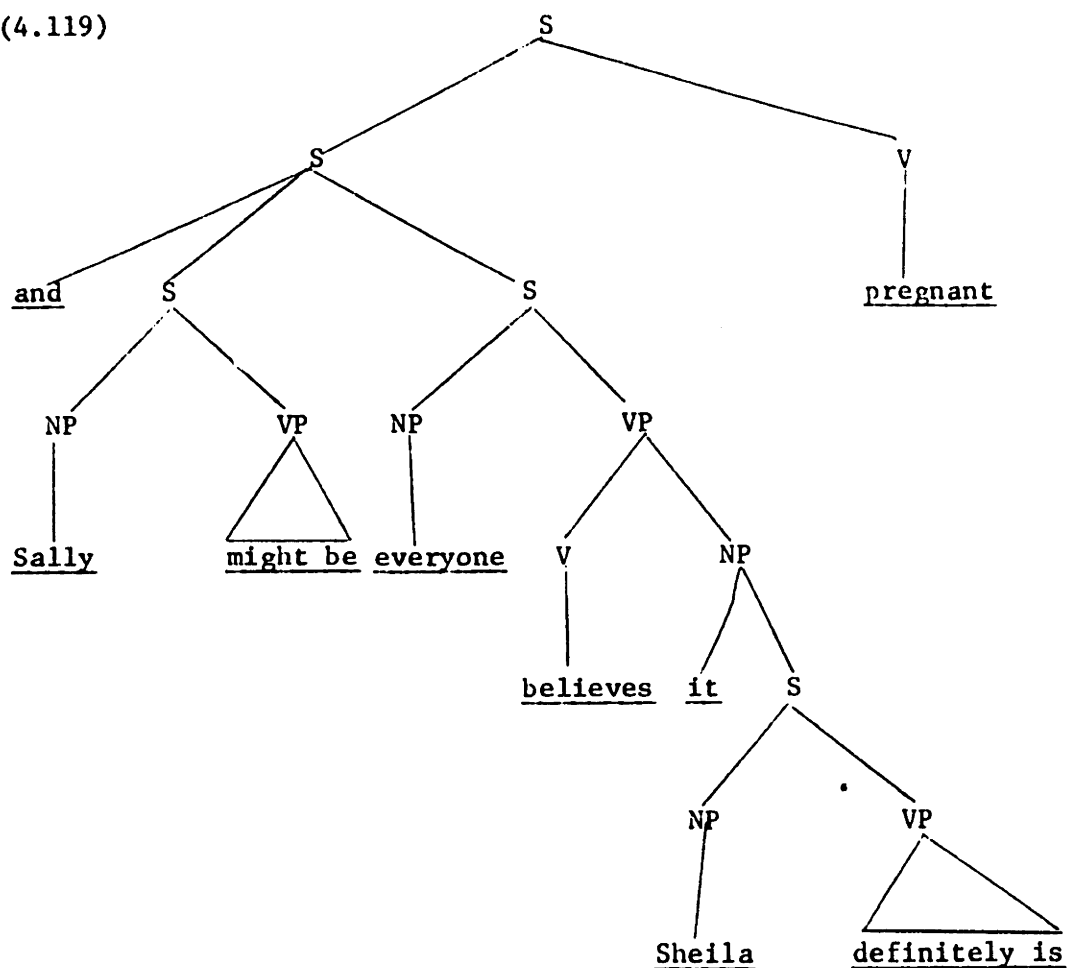 (4.119)
S
S V
and S S pregnant
NP VP NP VP
Sally might be everyone V NP
believes it S
NP VP
Sheila definitely is